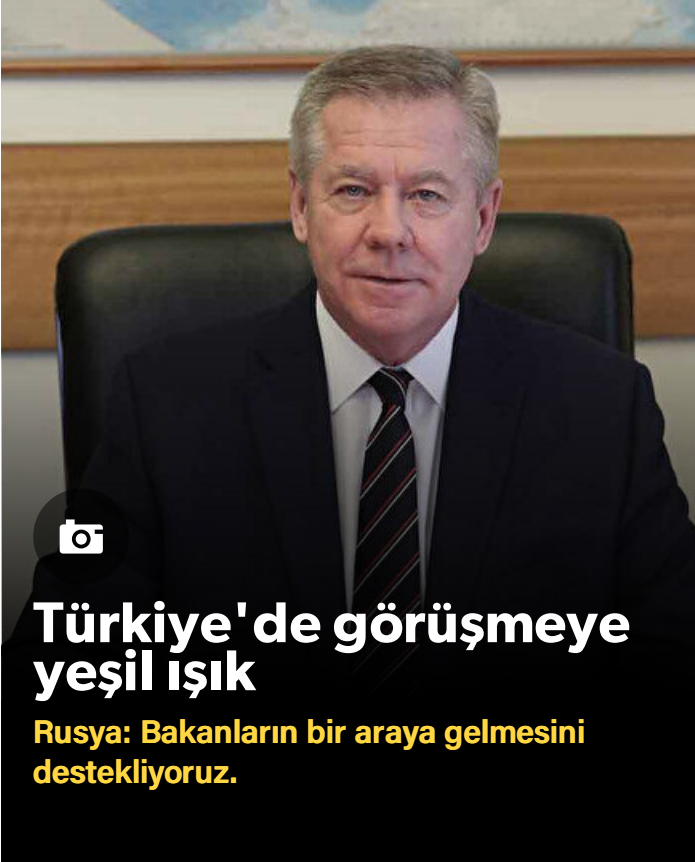 Türkiye'de görüşmeye
yeşil ışık
Rusya: Bakanların bir araya gelmesini
destekliyoruz.